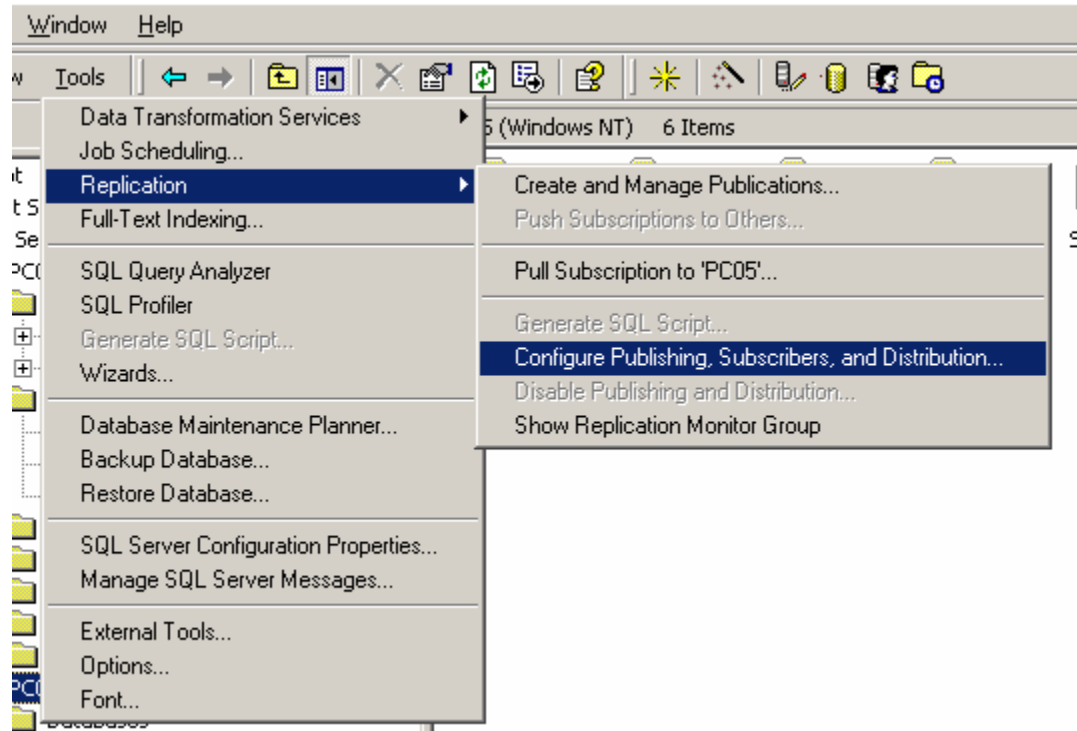 Window Help
Tools
(Windows NT) 6 Items
Data Transformation Services
Job Scheduling...
Replication
Full-Text Indexing...
SQL Query Analyzer
SQL Profiler
Generate SQL Script...
Wizards...
Database Maintenance Planner...
Backup Database...
Restore Database...
SQL Server Configuration Properties...
Manage SQL Server Messages...
External Tools...
Options...
Font...
Create and Manage Publications...
Push Subscriptions to Others...
Pull Subscription to 'PC05'...
Generate SQL Script...
Configure Publishing, Subscribers, and Distribution...
Disable Publishing and Distribution...
Show Replication Monitor Group